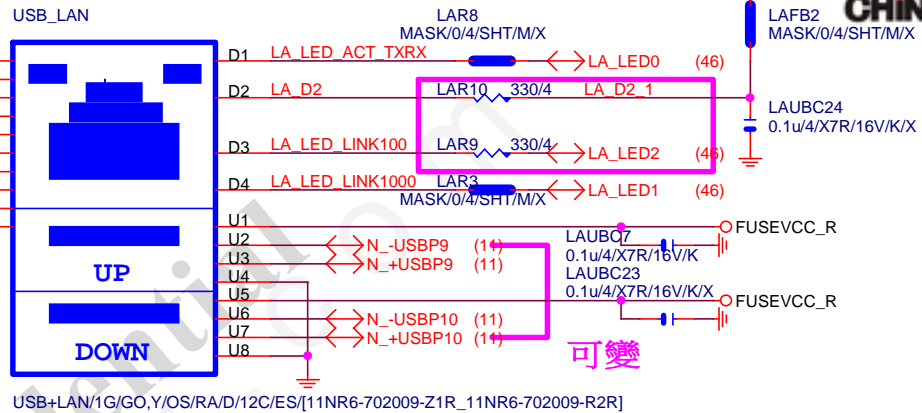 USB_LAN
LAR8
MASK/0/4/SHT/M/X
LAFB2
MASK/0/4/SHT/M/X
CHIN
D1 LA_LED_ACT_TXRX
LA_LED0 (46)
D2 LA_D2
LAR10 330/4 LA_D2_1
LAUBC24
0.1u/4/X7R/16V/K/X
D3 LA_LED_LINK100
LAR9 330/4
LA_LED2 (46)
D4 LA_LED_LINK1000
LAR3
MASK/0/4/SHT/M/X
LA_LED1 (46)
U1
FUSEVCC_R
U2 N_-USBP9 (11)
LAUBC7
0.1u/4/X7R/16V/K
U3 N_+USBP9 (11)
UP
U4
LAUBC23
0.1u/4/X7R/16V/K/X
U5
FUSEVCC_R
U6 N_-USBP10 (11)
U7 N_+USBP10 (11)
DOWN
U8
可變
USB+LAN/1G/GO,Y/OS/RA/D/12C/ES/[11NR6-702009-Z1R_11NR6-702009-R2R]